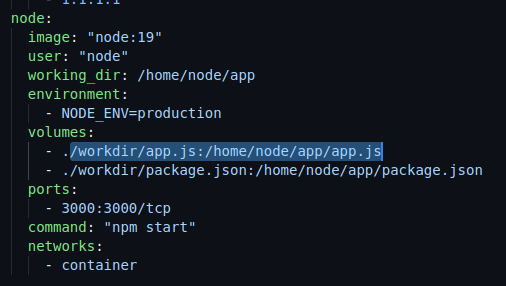 - 1.1.1.1
node:
image: "node:19"
user: "node"
working_dir: /home/node/app
environment:
- NODE_ENV=production
volumes:
- ./workdir/app.js:/home/node/app/app.js
- ./workdir/package.json:/home/node/app/package.json
ports:
- 3000:3000/tcp
command: "npm start"
networks:
- container